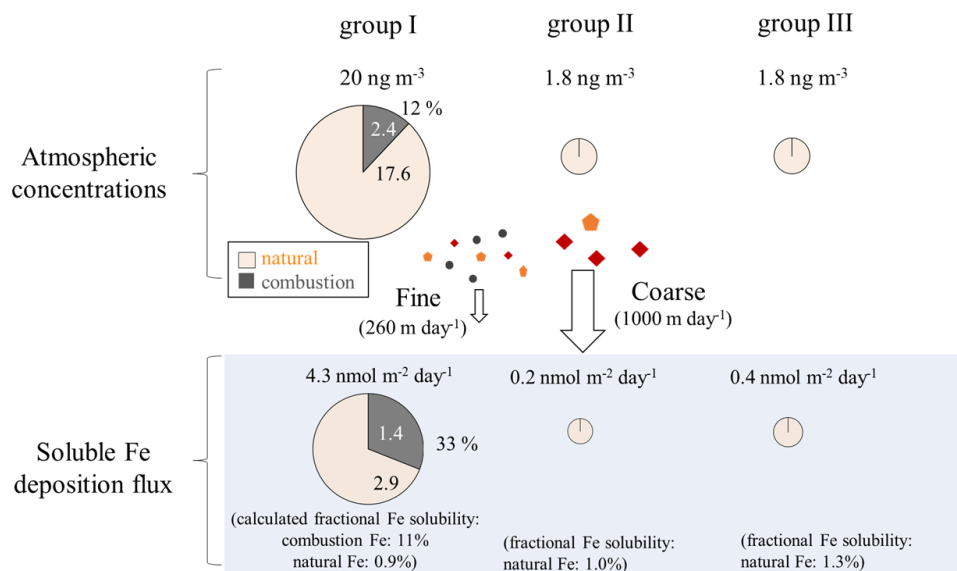 group I
group II
group III
20 ng m-3
1.8 ng m-3
1.8 ng m-3
12 %
2.4
17.6
Atmospheric
concentrations
natural
combustion
Fine
(260 m day-1)
Coarse
(1000 m day-1)
4.3 nmol m-2 day-1
0.2 nmol m-2 day-1
0.4 nmol m-2 day-1
1.4
33 %
2.9
Soluble Fe
deposition flux
(calculated fractional Fe solubility:
combustion Fe: 11%
natural Fe: 0.9%)
(fractional Fe solubility:
natural Fe: 1.0%)
(fractional Fe solubility:
natural Fe: 1.3%)